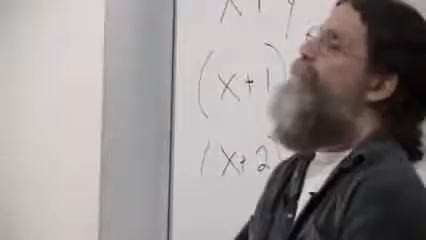 x + y
(x+1)
(x+2)